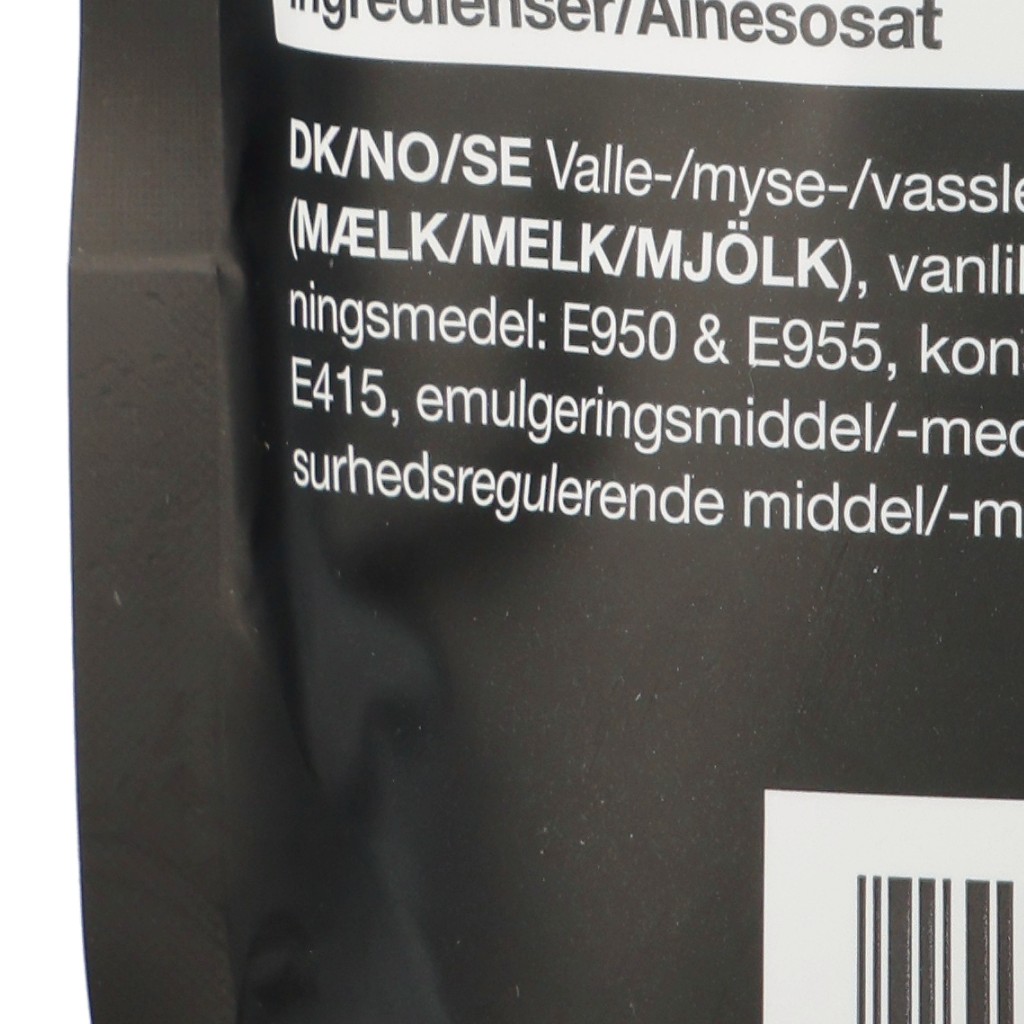 Ingredienser/Ainesosat
DK/NO/SE Valle-/myse-/vassle
(MÆLK/MELK/MJÖLK), vanlil
ningsmedel: E950 & E955, kon
E415, emulgeringsmiddel/-med
surhedsregulerende middel/-m